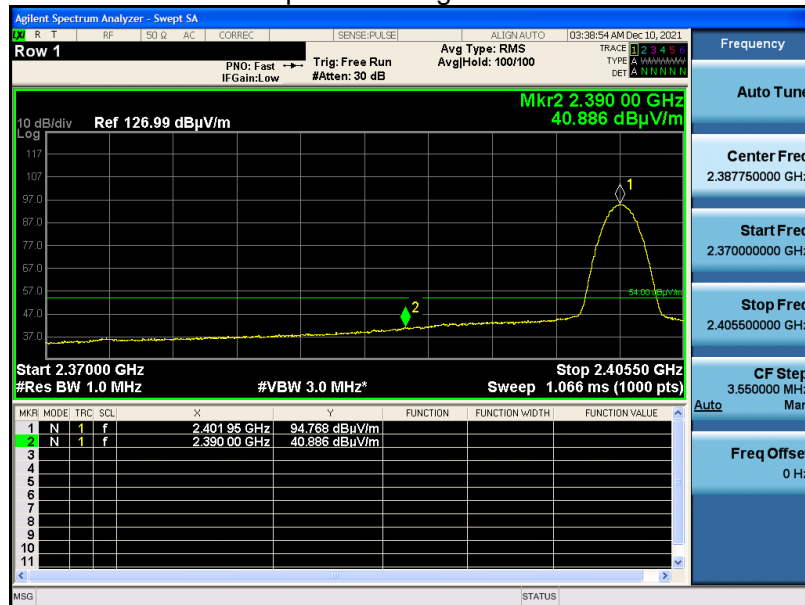 Agilent Spectrum Analyzer - Swept SA
LXI R T RF 50 Ω AC CORREC SENSE:PULSE ALIGN AUTO 03:38:54 AM Dec 10, 2021
Row 1
PNO: Fast
IFGain:Low
Trig: Free Run
#Atten: 30 dB
Avg Type: RMS
Avg|Hold: 100/100
TRACE 1 2 3 4 5 6
TYPE A WWWWW
DET A N N N N N
Mkr2 2.390 00 GHz
40.886 dBµV/m
10 dB/div Ref 126.99 dBµV/m
Log
117
107
97.0
87.0
77.0
67.0
57.0
47.0
37.0
1
2
54.00 dBµV/m
Start 2.37000 GHz Stop 2.40550 GHz
#Res BW 1.0 MHz #VBW 3.0 MHz* Sweep 1.066 ms (1000 pts)
MKR MODE TRC SCL X Y FUNCTION FUNCTION WIDTH FUNCTION VALUE
1 N 1 f 2.401 95 GHz 94.768 dBµV/m
2 N 1 f 2.390 00 GHz 40.886 dBµV/m
3
4
5
6
7
8
9
10
11
MSG STATUS
Frequency
Auto Tune
Center Freq
2.387750000 GHz
Start Freq
2.370000000 GHz
Stop Freq
2.405500000 GHz
CF Step
3.550000 MHz
Auto Man
Freq Offset
0 Hz